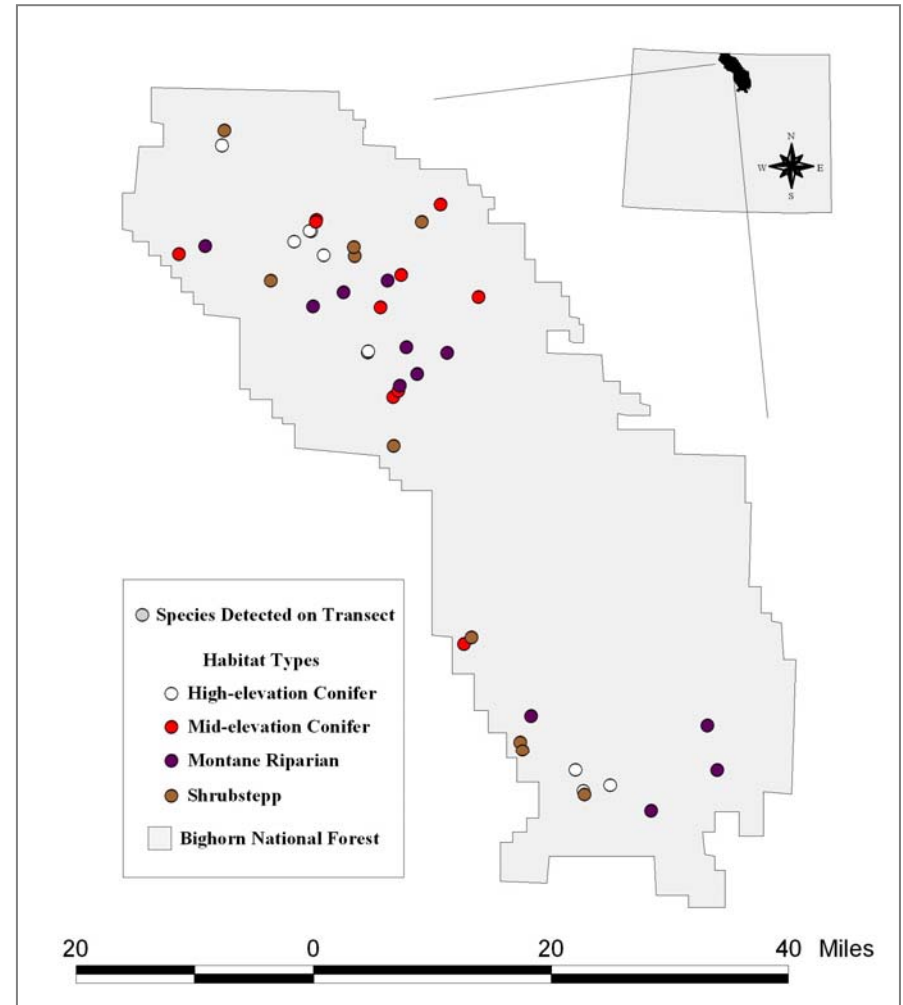 N
W E
S
Species Detected on Transect
Habitat Types
High-elevation Conifer
Mid-elevation Conifer
Montane Riparian
Shrubstepp
Bighorn National Forest
20 0 20 40 Miles